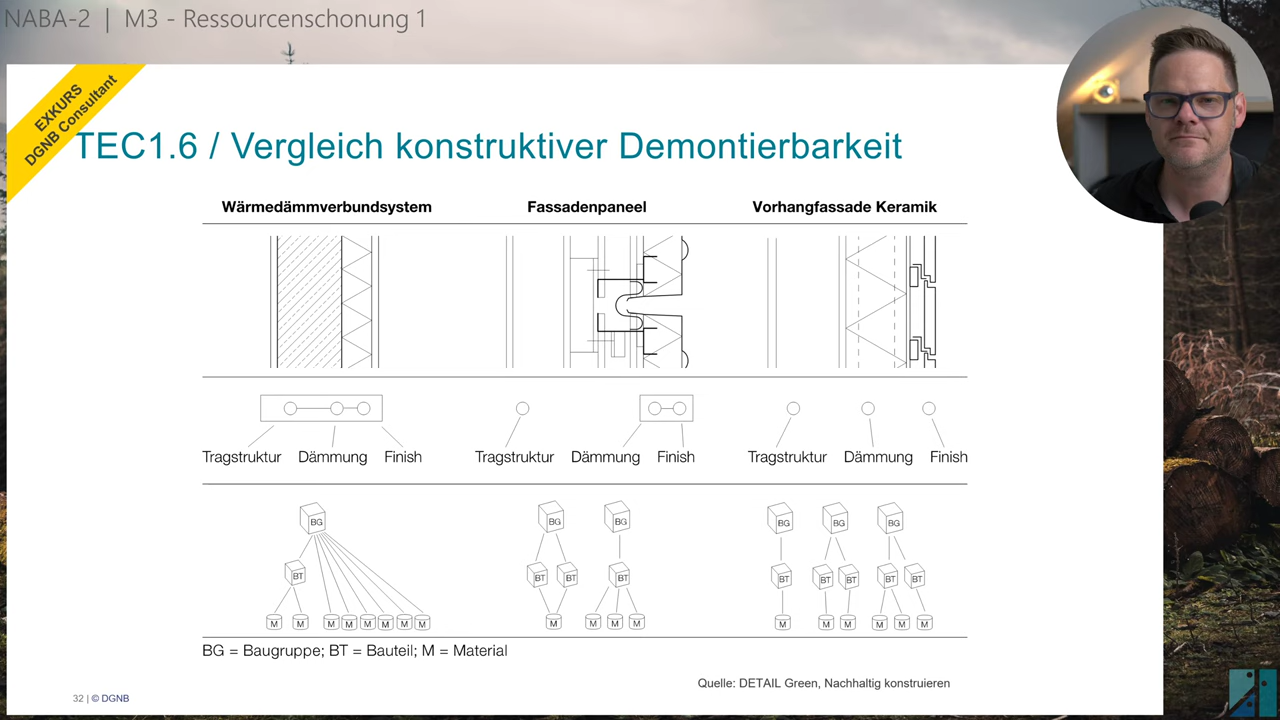 NABA-2 | M3 - Ressourcenschonung 1
EXKURS
DGNB Consultant
TEC1.6 / Vergleich konstruktiver Demontierbarkeit
Wärmedämmverbundsystem Fassadenpaneel Vorhangfassade Keramik
Tragstruktur Dämmung Finish Tragstruktur Dämmung Finish Tragstruktur Dämmung Finish
BG BG BG BG BG BG
BT BT BT BT BT BT BT BT BT
M M M M M M M M M M M M M M M M M M
BG = Baugruppe; BT = Bauteil; M = Material
Quelle: DETAIL Green, Nachhaltig konstruieren
32 | © DGNB